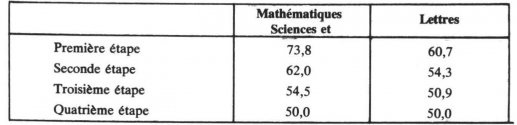 Mathématiques
Sciences et
Lettres
Première étape 73,8 60,7
Seconde étape 62,0 54,3
Troisième étape 54,5 50,9
Quatrième étape 50,0 50,0